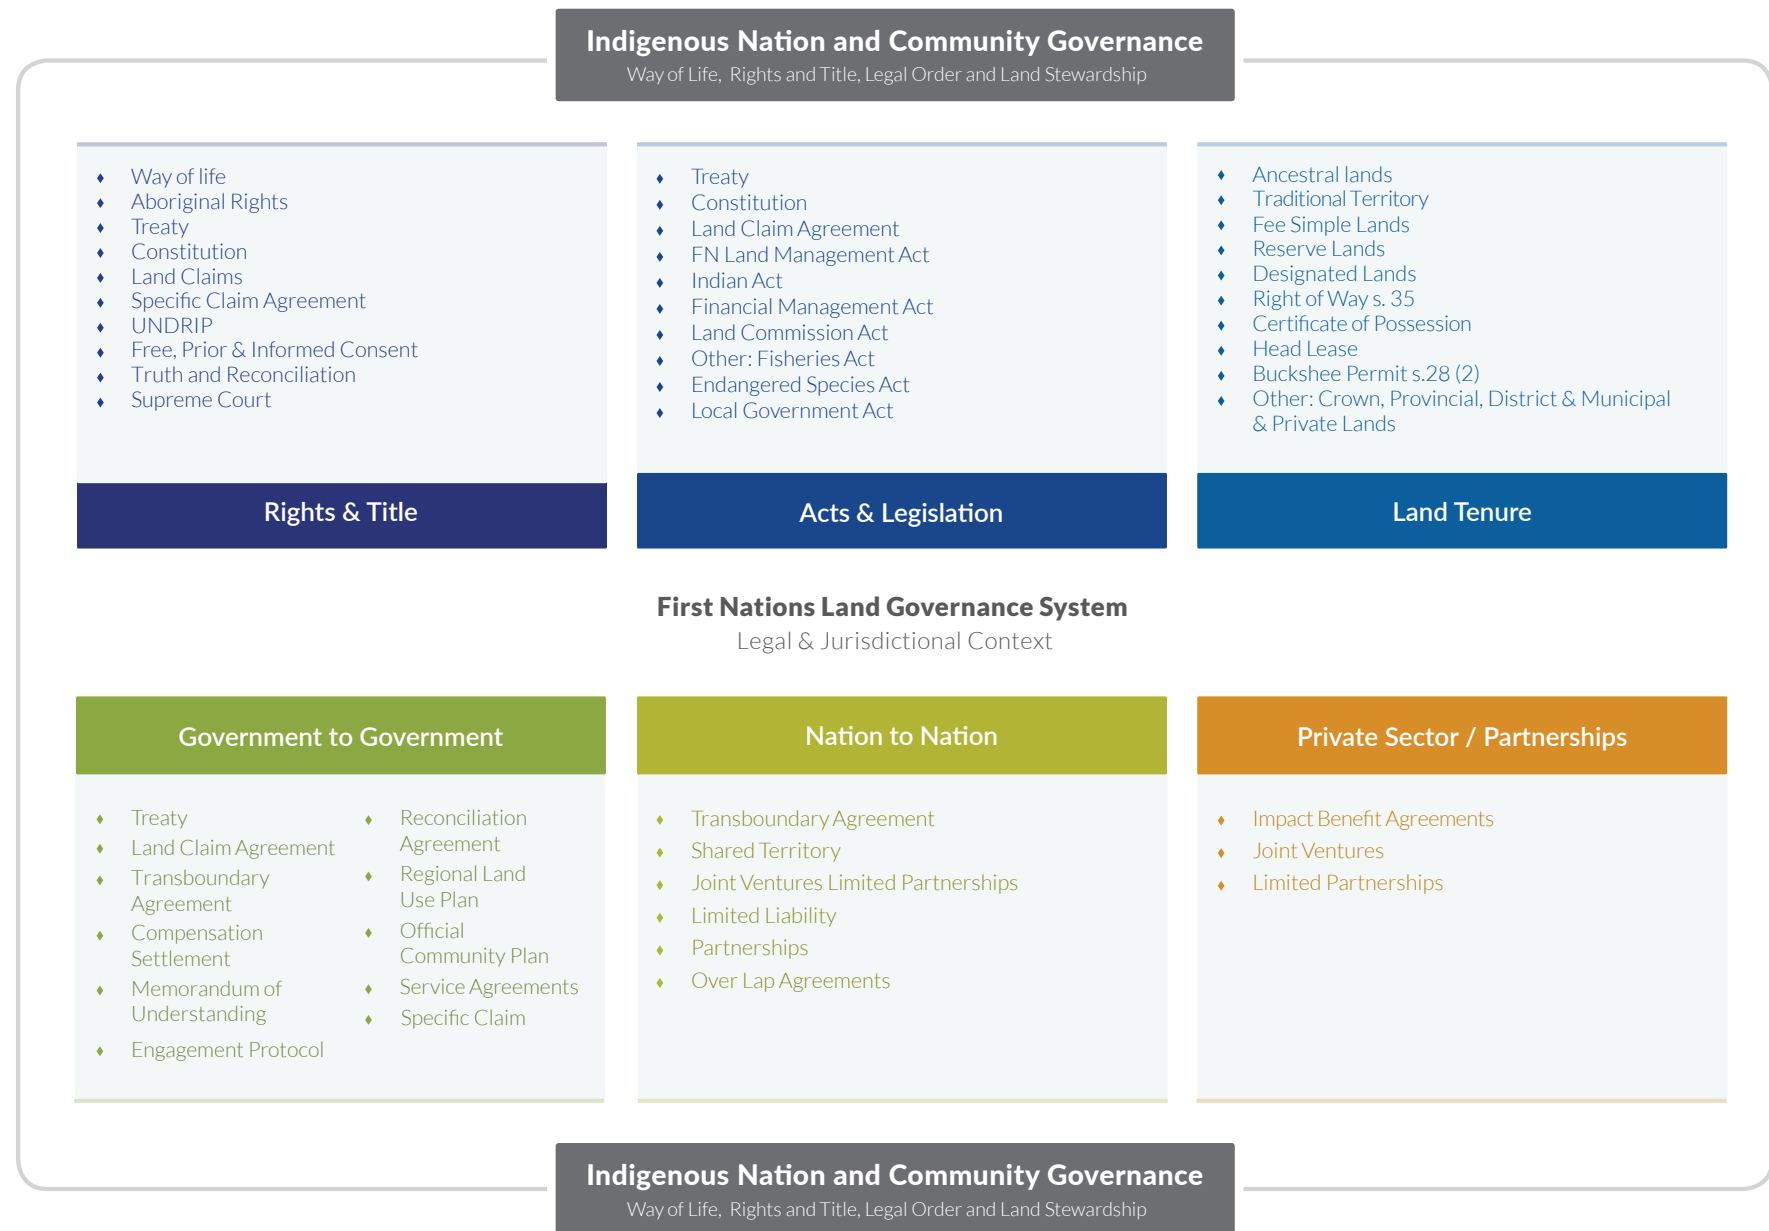 Indigenous Nation and Community Governance
Way of Life, Rights and Title, Legal Order and Land Stewardship
Way of life
Aboriginal Rights
Treaty
Constitution
Land Claims
Specific Claim Agreement
UNDRIP
Free, Prior & Informed Consent
Truth and Reconciliation
Supreme Court
Rights & Title
Treaty
Constitution
Land Claim Agreement
FN Land Management Act
Indian Act
Financial Management Act
Land Commission Act
Other: Fisheries Act
Endangered Species Act
Local Government Act
Acts & Legislation
Ancestral lands
Traditional Territory
Fee Simple Lands
Reserve Lands
Designated Lands
Right of Way s. 35
Certificate of Possession
Head Lease
Buckshee Permit s.28 (2)
Other: Crown, Provincial, District & Municipal
& Private Lands
Land Tenure
First Nations Land Governance System
Legal & Jurisdictional Context
Government to Government
Treaty
Land Claim Agreement
Transboundary
Agreement
Compensation
Settlement
Memorandum of
Understanding
Engagement Protocol
Reconciliation
Agreement
Regional Land
Use Plan
Official
Community Plan
Service Agreements
Specific Claim
Nation to Nation
Transboundary Agreement
Shared Territory
Joint Ventures Limited Partnerships
Limited Liability
Partnerships
Over Lap Agreements
Private Sector / Partnerships
Impact Benefit Agreements
Joint Ventures
Limited Partnerships
Indigenous Nation and Community Governance
Way of Life, Rights and Title, Legal Order and Land Stewardship